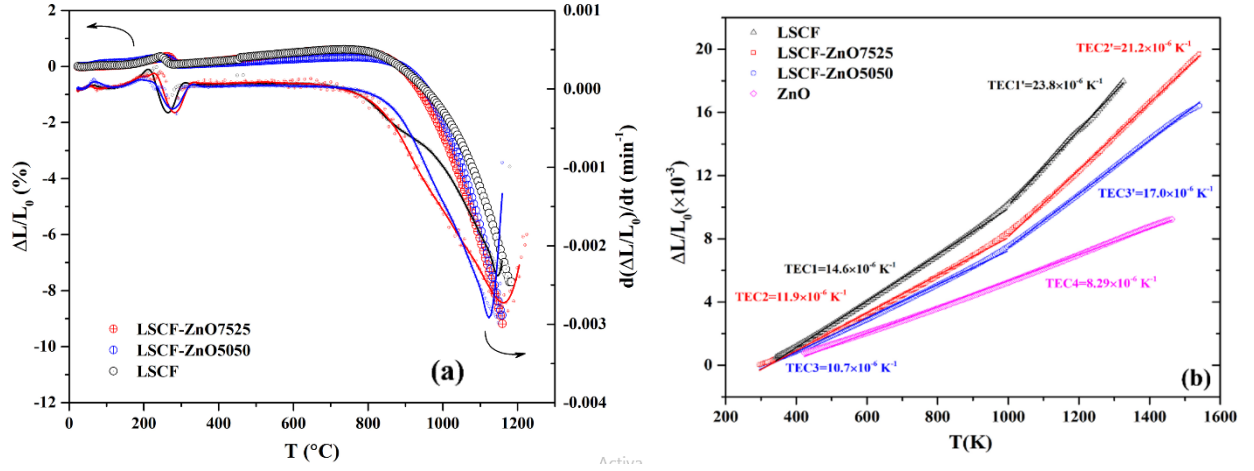 2
0
-2
-4
-6
-8
-10
-12
ΔL/L₀ (%)
0.001
0.000
-0.001
-0.002
-0.003
-0.004
d(ΔL/L₀)/dt (min⁻¹)
LSCF-ZnO7525
LSCF-ZnO5050
LSCF
(a)
0 200 400 600 800 1000 1200
T (°C)
20
16
12
8
4
0
ΔL/L₀(×10⁻³)
LSCF
LSCF-ZnO7525
LSCF-ZnO5050
ZnO
TEC2'=21.2×10⁻⁶ K⁻¹
TEC1'=23.8×10⁻⁶ K⁻¹
TEC3'=17.0×10⁻⁶ K⁻¹
TEC1=14.6×10⁻⁶ K⁻¹
TEC2=11.9×10⁻⁶ K⁻¹
TEC4=8.29×10⁻⁶ K⁻¹
TEC3=10.7×10⁻⁶ K⁻¹
(b)
200 400 600 800 1000 1200 1400 1600
T(K)
Activa